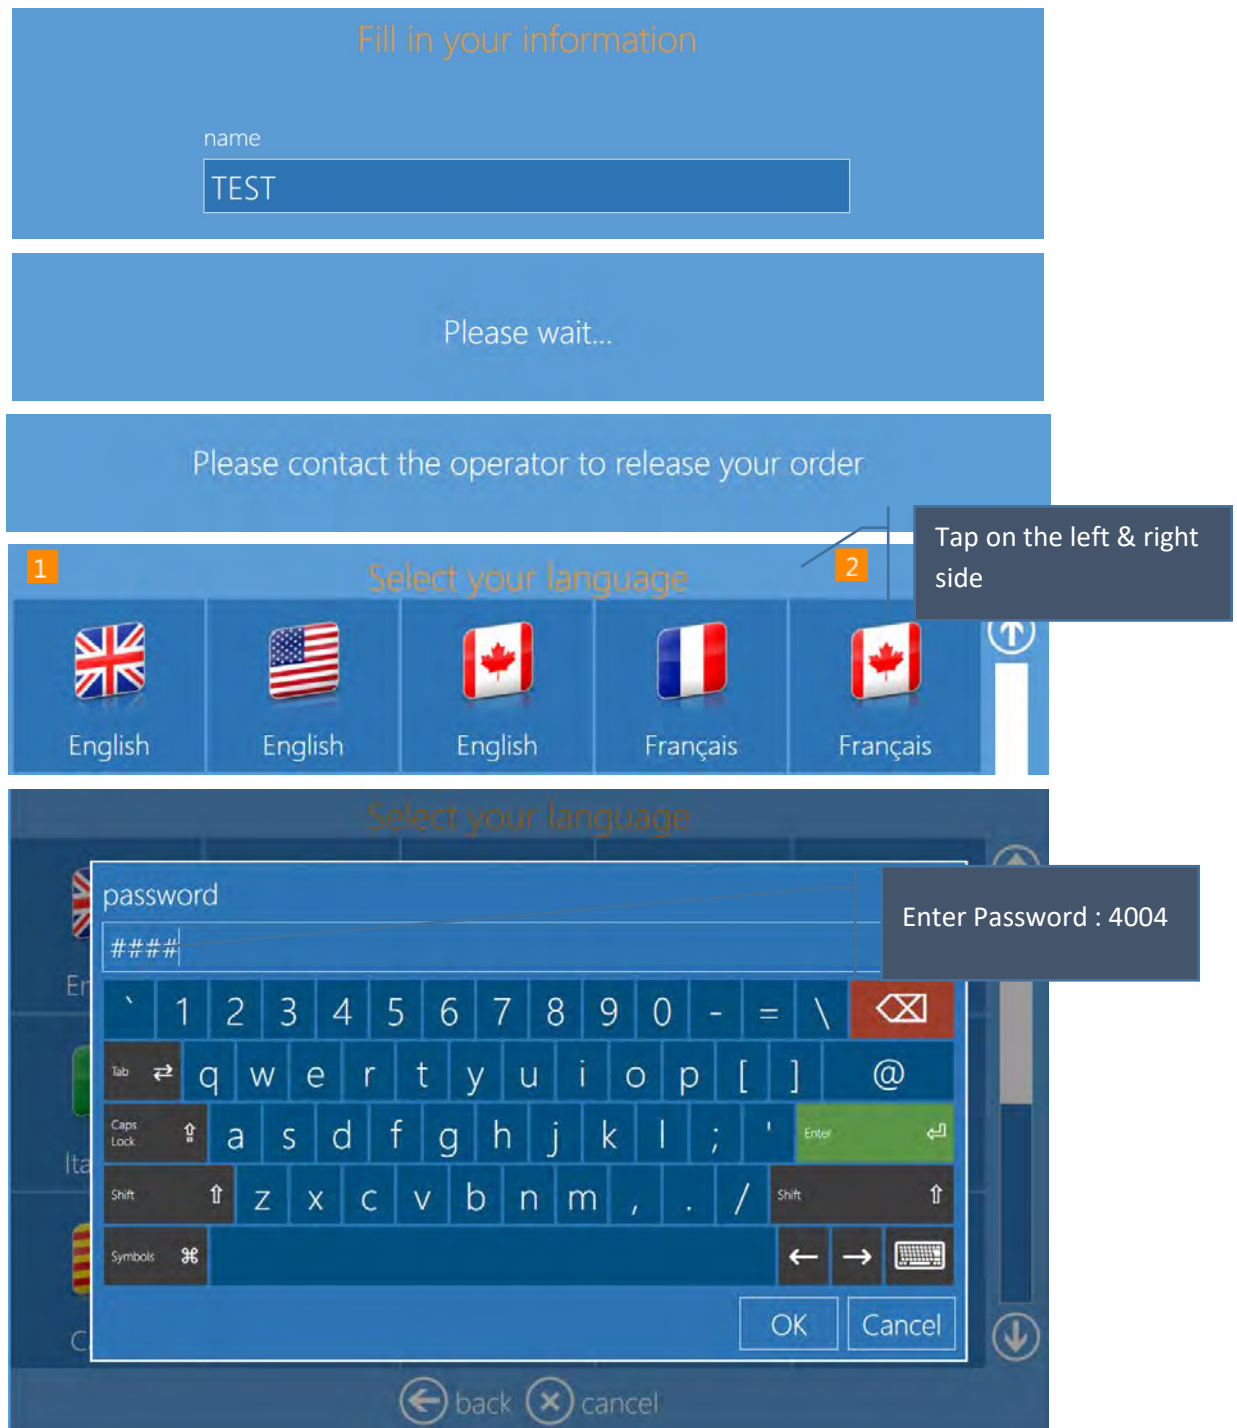 Fill in your information
name
TEST
Please wait...
Please contact the operator to release your order
Tap on the left & right
side
1
2
Select your language
English
English
English
Français
Français
Select your language
password
####
Enter Password : 4004
En
` 1 2 3 4 5 6 7 8 9 0 - = \
Tab q w e r t y u i o p [ ] @
Caps
Lock a s d f g h j k l ; ' Enter
Ita
Shift z x c v b n m , . / Shift
Symbols
C
OK Cancel
back cancel